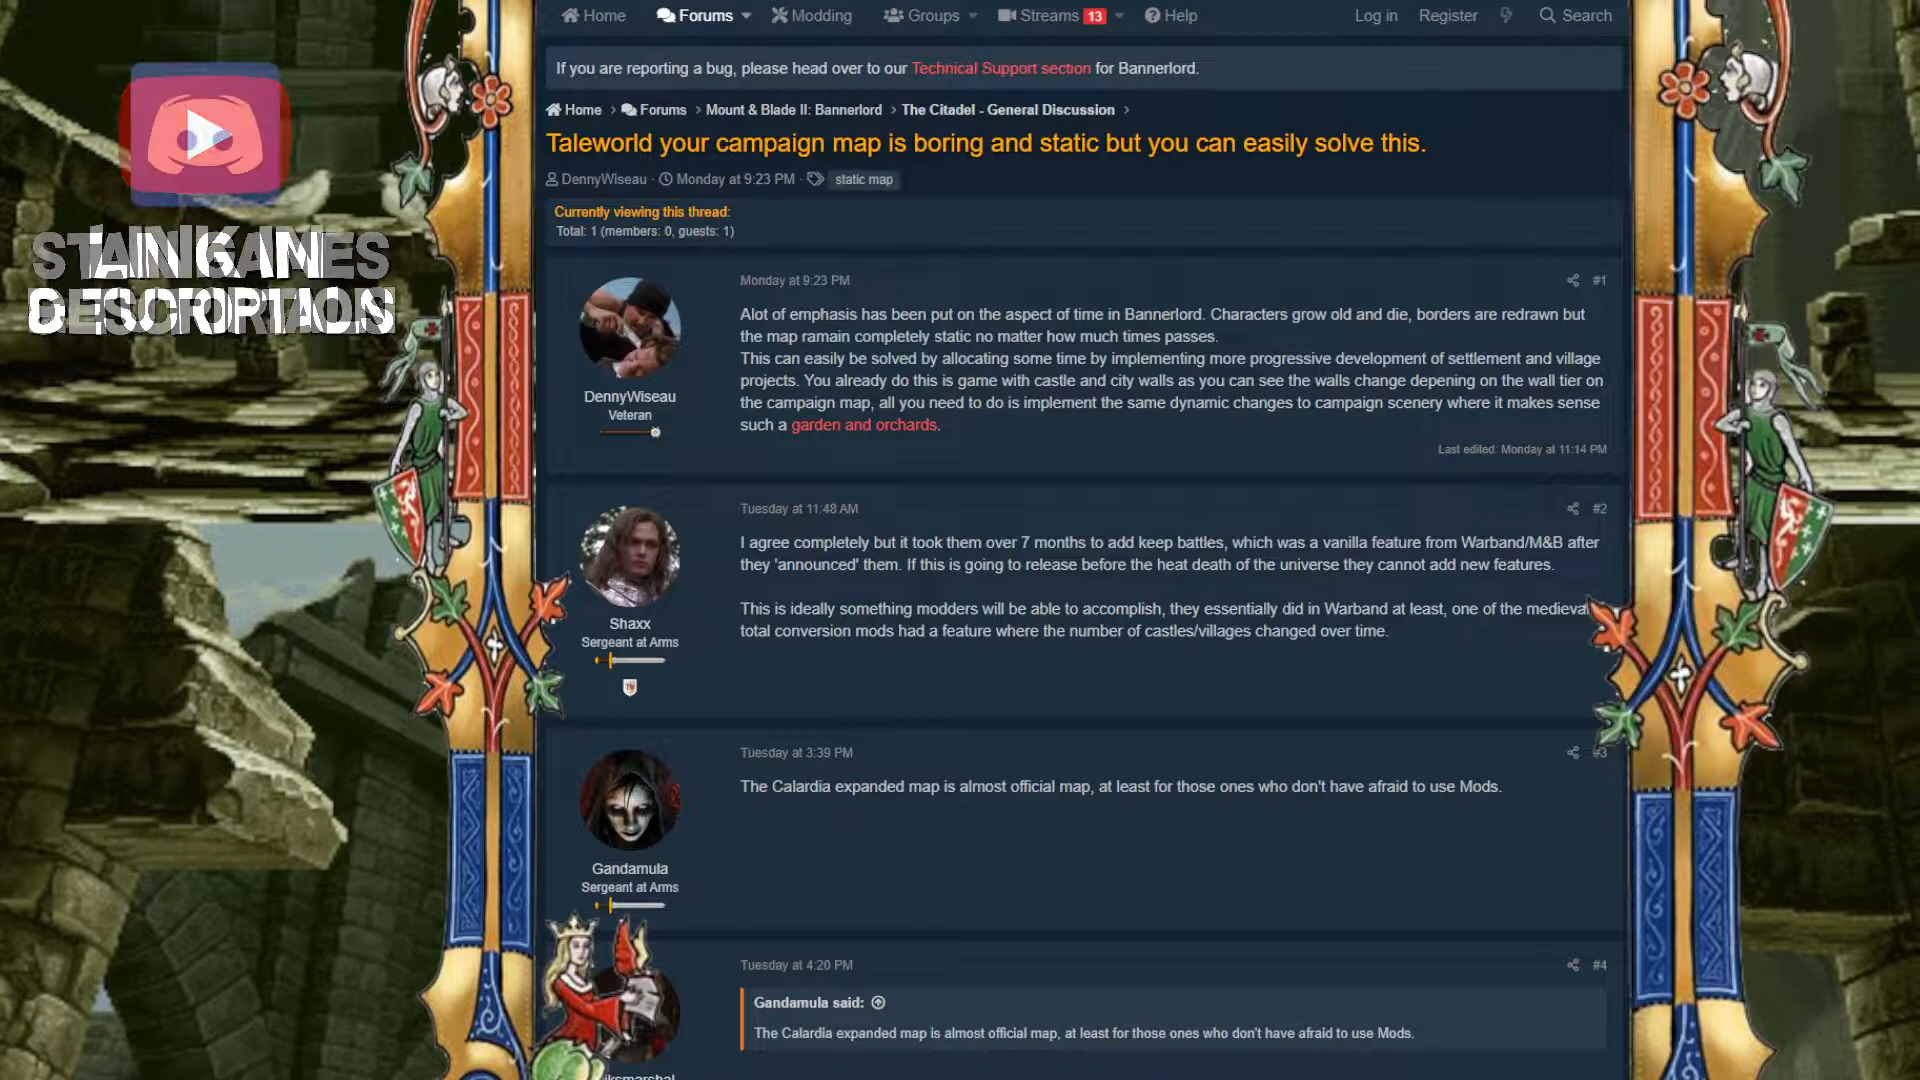 Home
Forums
Modding
Groups
Streams 13
Help
Log in
Register
Search
If you are reporting a bug, please head over to our Technical Support section for Bannerlord.
Home › Forums › Mount & Blade II: Bannerlord › The Citadel - General Discussion ›
Taleworld your campaign map is boring and static but you can easily solve this.
DennyWiseau · Monday at 9:23 PM · static map
Currently viewing this thread:
Total: 1 (members: 0, guests: 1)
Monday at 9:23 PM
#1
Alot of emphasis has been put on the aspect of time in Bannerlord. Characters grow old and die, borders are redrawn but
the map ramain completely static no matter how much times passes.
This can easily be solved by allocating some time by implementing more progressive development of settlement and village
projects. You already do this is game with castle and city walls as you can see the walls change depening on the wall tier on
the campaign map, all you need to do is implement the same dynamic changes to campaign scenery where it makes sense
such a garden and orchards.
Last edited: Monday at 11:14 PM
DennyWiseau
Veteran
Tuesday at 11:48 AM
#2
I agree completely but it took them over 7 months to add keep battles, which was a vanilla feature from Warband/M&B after
they 'announced' them. If this is going to release before the heat death of the universe they cannot add new features.
This is ideally something modders will be able to accomplish, they essentially did in Warband at least, one of the medieval
total conversion mods had a feature where the number of castles/villages changed over time.
Shaxx
Sergeant at Arms
Tuesday at 3:39 PM
#3
The Calardia expanded map is almost official map, at least for those ones who don't have afraid to use Mods.
Gandamula
Sergeant at Arms
Tuesday at 4:20 PM
#4
Gandamula said:
The Calardia expanded map is almost official map, at least for those ones who don't have afraid to use Mods.